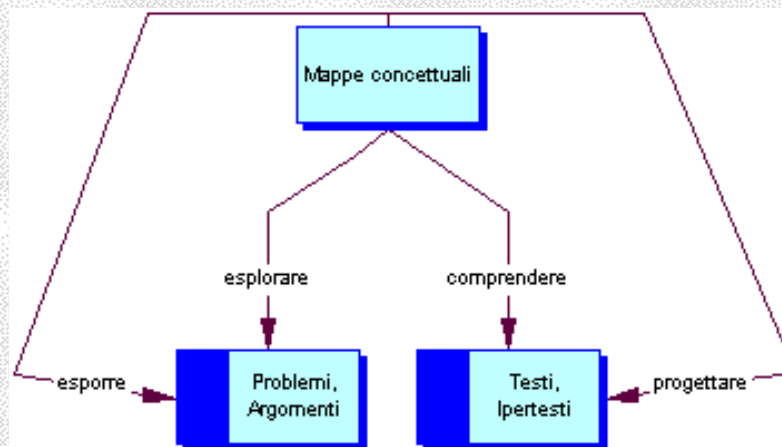 Mappe concettuali
esplorare
comprendere
esporre
Problemi,
Argomenti
Testi,
Ipertesti
progettare